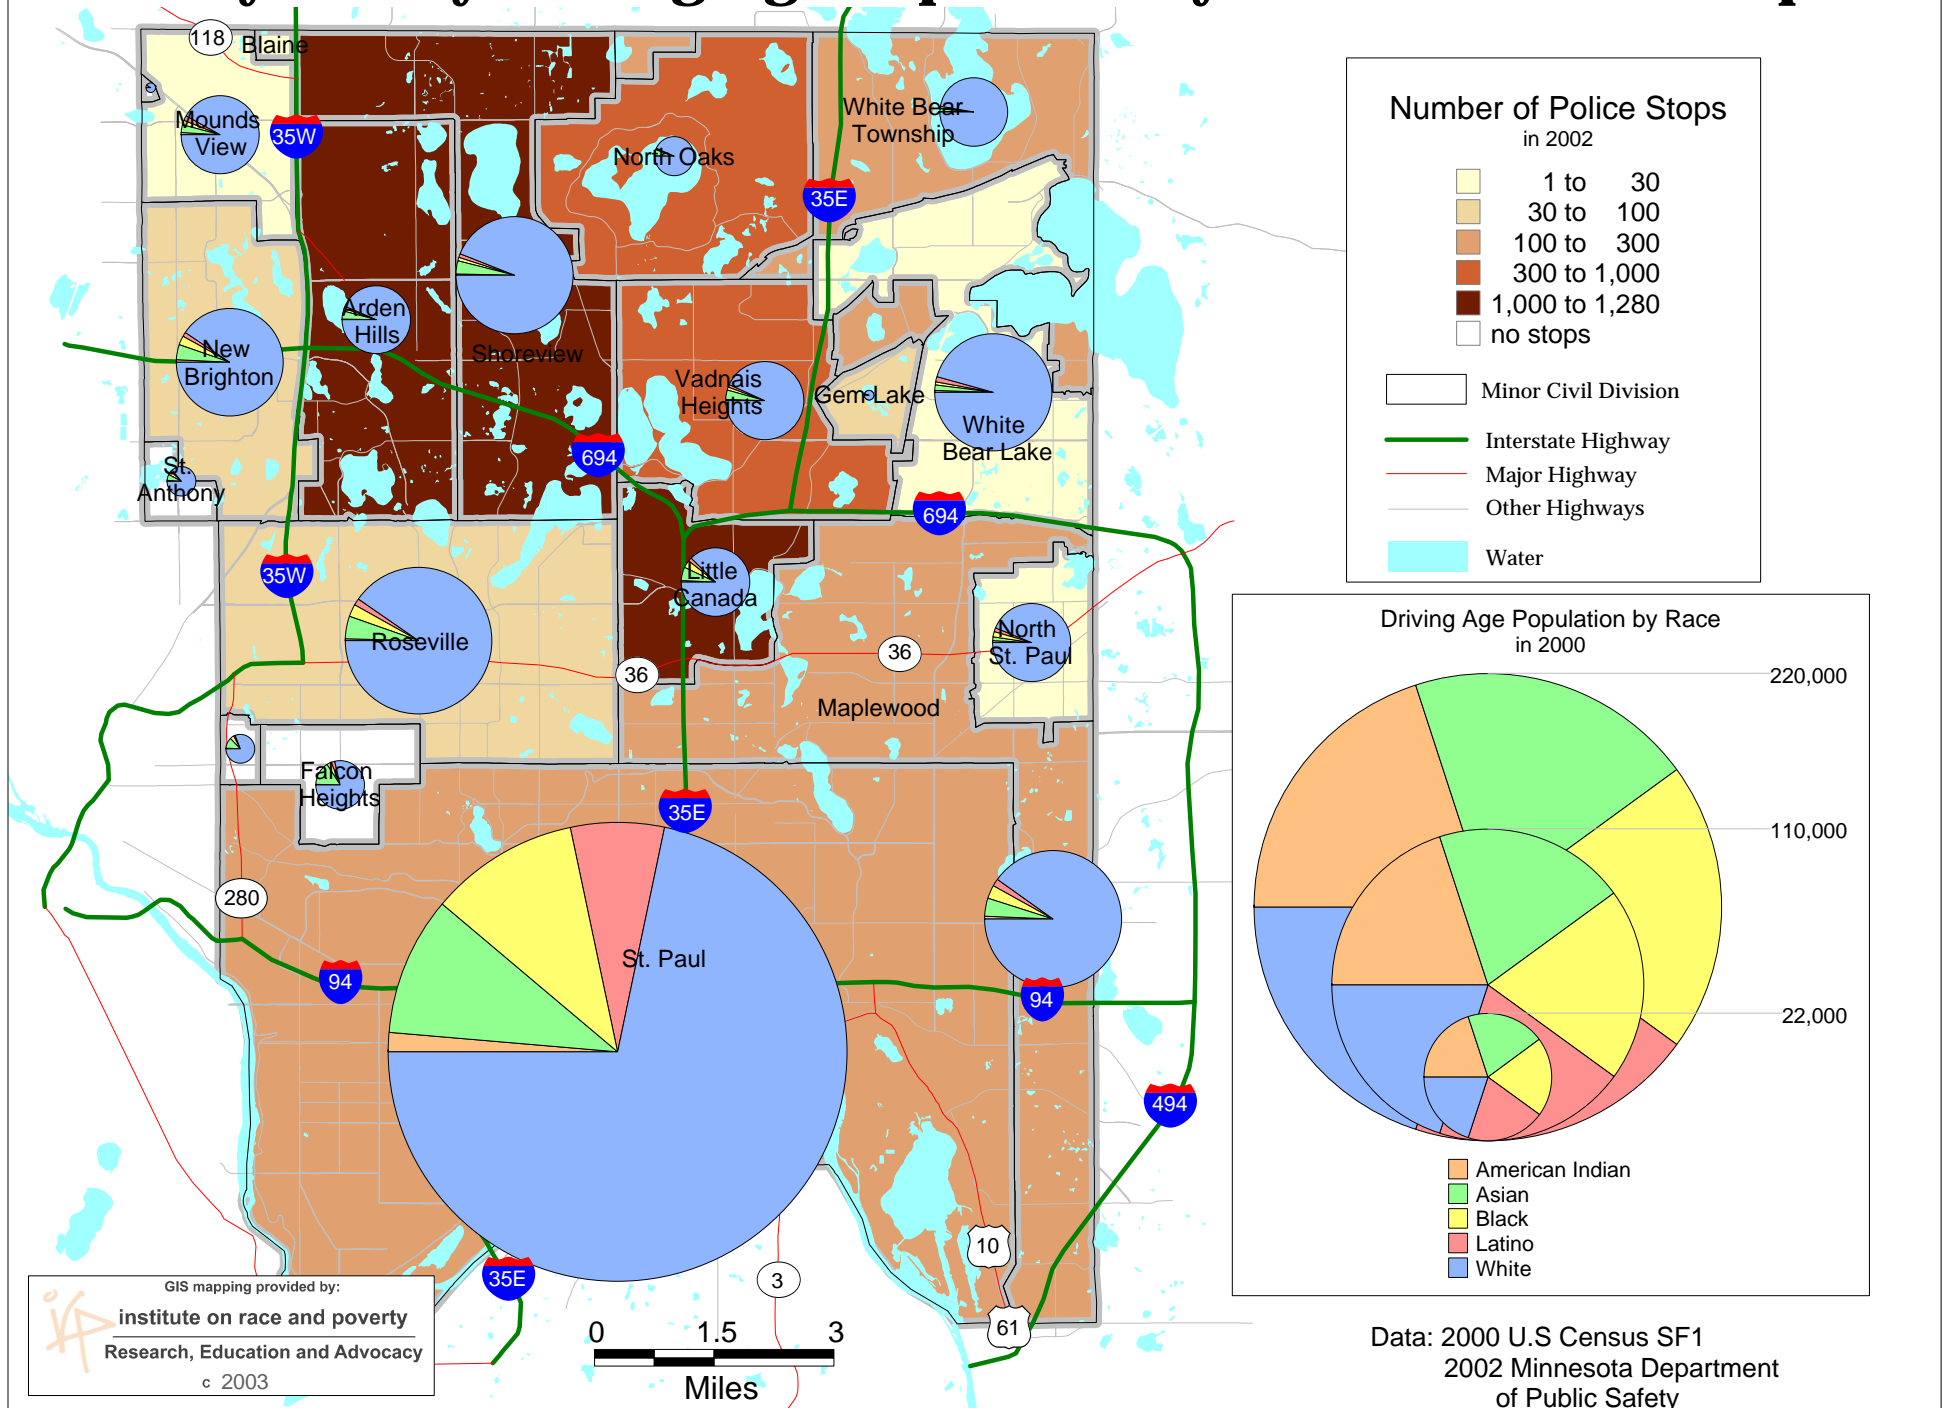 118
Blaine
Mounds
View
35W
North Oaks
White Bear
Township
35E
Arden
Hills
New
Brighton
Shoreview
Vadnais
Heights
Gem Lake
White
Bear Lake
St.
Anthony
694
694
35W
Little
Canada
Roseville
36
36
North
St. Paul
Maplewood
Falcon
Heights
35E
280
St. Paul
94
94
494
10
35E
3
61
Number of Police Stops
in 2002
1 to 30
30 to 100
100 to 300
300 to 1,000
1,000 to 1,280
no stops
Minor Civil Division
Interstate Highway
Major Highway
Other Highways
Water
Driving Age Population by Race
in 2000
220,000
110,000
22,000
American Indian
Asian
Black
Latino
White
GIS mapping provided by:
institute on race and poverty
Research, Education and Advocacy
c 2003
0 1.5 3
Miles
Data: 2000 U.S Census SF1
2002 Minnesota Department
of Public Safety